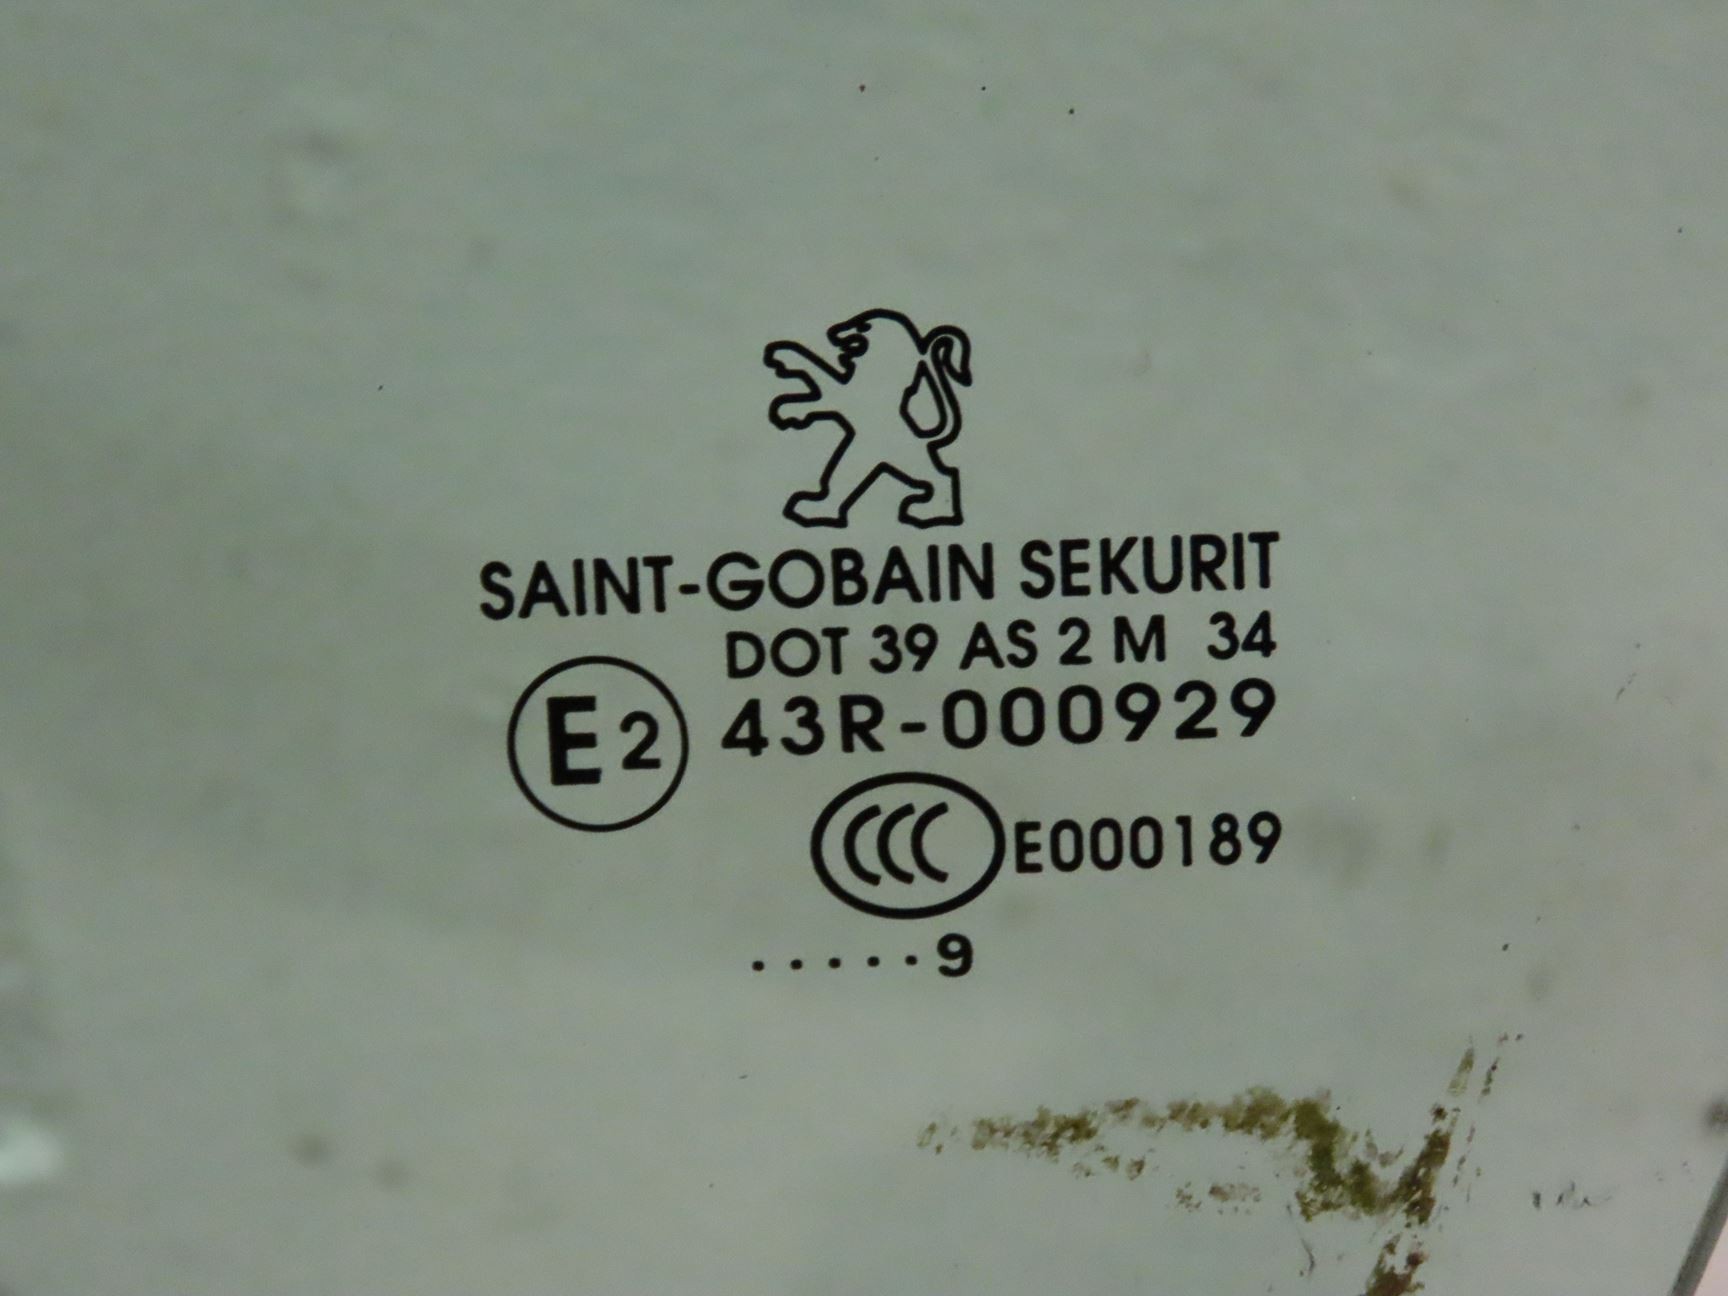 SAINT-GOBAIN SEKURIT
DOT 39 AS 2 M 34
E2 43R-000929
CCC E000189
.....9